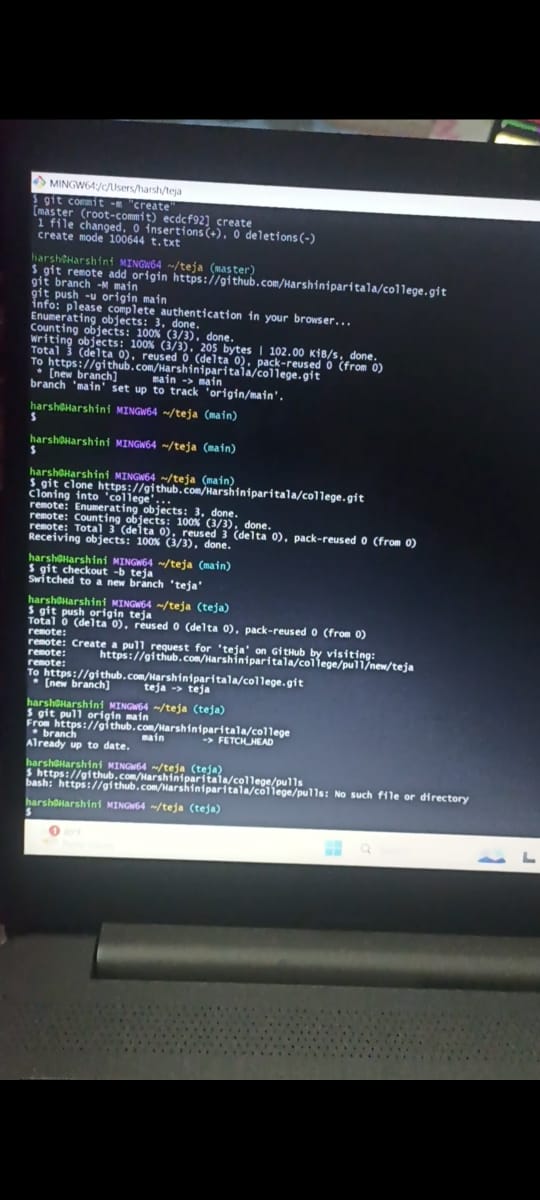 MINGW64:/c/Users/harsh/teja
$ git commit -m "create"
[master (root-commit) ecdcf92] create
1 file changed, 0 insertions(+), 0 deletions(-)
create mode 100644 t.txt
harsh@Harshini MINGW64 ~/teja (master)
$ git remote add origin https://github.com/Harshiniparitala/college.git
git branch -M main
git push -u origin main
info: please complete authentication in your browser...
Enumerating objects: 3, done.
Counting objects: 100% (3/3), done.
Writing objects: 100% (3/3), 205 bytes | 102.00 KiB/s, done.
Total 3 (delta 0), reused 0 (delta 0), pack-reused 0 (from 0)
To https://github.com/Harshiniparitala/college.git
* [new branch] main -> main
branch 'main' set up to track 'origin/main'.
harsh@Harshini MINGW64 ~/teja (main)
$
harsh@Harshini MINGW64 ~/teja (main)
$
harsh@Harshini MINGW64 ~/teja (main)
$ git clone https://github.com/Harshiniparitala/college.git
Cloning into 'college'...
remote: Enumerating objects: 3, done.
remote: Counting objects: 100% (3/3), done.
remote: Total 3 (delta 0), reused 3 (delta 0), pack-reused 0 (from 0)
Receiving objects: 100% (3/3), done.
harsh@Harshini MINGW64 ~/teja (main)
$ git checkout -b teja
Switched to a new branch 'teja'
harsh@Harshini MINGW64 ~/teja (teja)
$ git push origin teja
Total 0 (delta 0), reused 0 (delta 0), pack-reused 0 (from 0)
remote:
remote: Create a pull request for 'teja' on GitHub by visiting:
remote: https://github.com/Harshiniparitala/college/pull/new/teja
remote:
To https://github.com/Harshiniparitala/college.git
* [new branch] teja -> teja
harsh@Harshini MINGW64 ~/teja (teja)
$ git pull origin main
From https://github.com/Harshiniparitala/college
* branch main -> FETCH_HEAD
Already up to date.
harsh@Harshini MINGW64 ~/teja (teja)
$ https://github.com/Harshiniparitala/college/pulls
bash: https://github.com/Harshiniparitala/college/pulls: No such file or directory
harsh@Harshini MINGW64 ~/teja (teja)
$
1